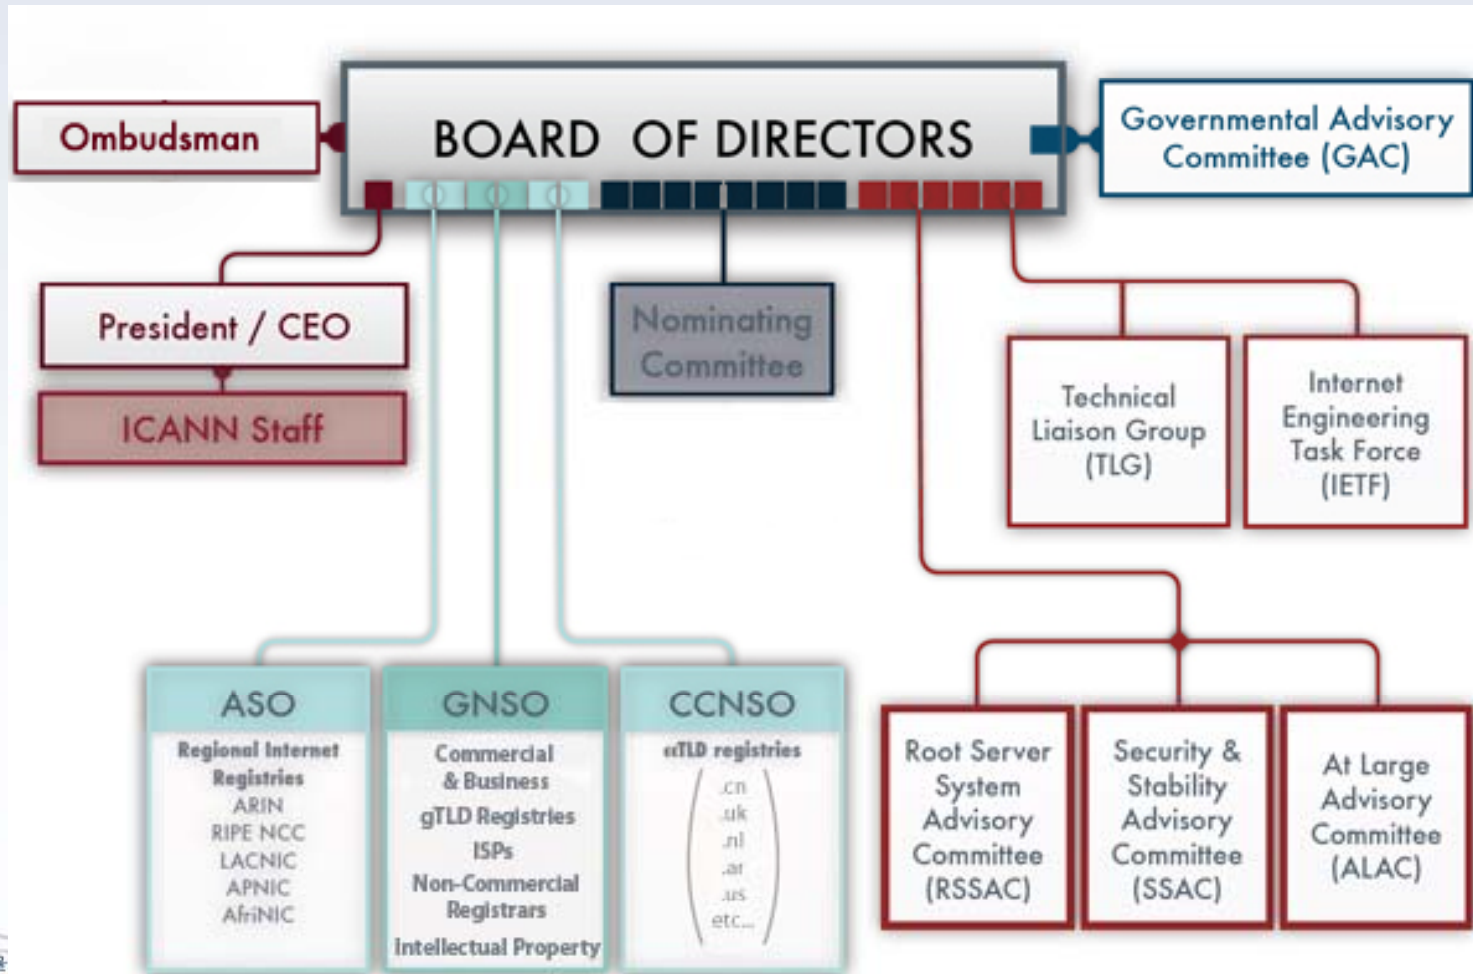 BOARD OF DIRECTORS
Ombudsman
Governmental Advisory
Committee (GAC)
President / CEO
ICANN Staff
Nominating
Committee
Technical
Liaison Group
(TLG)
Internet
Engineering
Task Force
(IETF)
ASO
Regional Internet
Registries
ARIN
RIPE NCC
LACNIC
APNIC
AfriNIC
GNSO
Commercial
& Business
gTLD Registries
ISPs
Non-Commercial
Registrars
Intellectual Property
CCNSO
ccTLD registries
.cn
.uk
.nl
.ar
.us
etc...
Root Server
System
Advisory
Committee
(RSSAC)
Security &
Stability
Advisory
Committee
(SSAC)
At Large
Advisory
Committee
(ALAC)